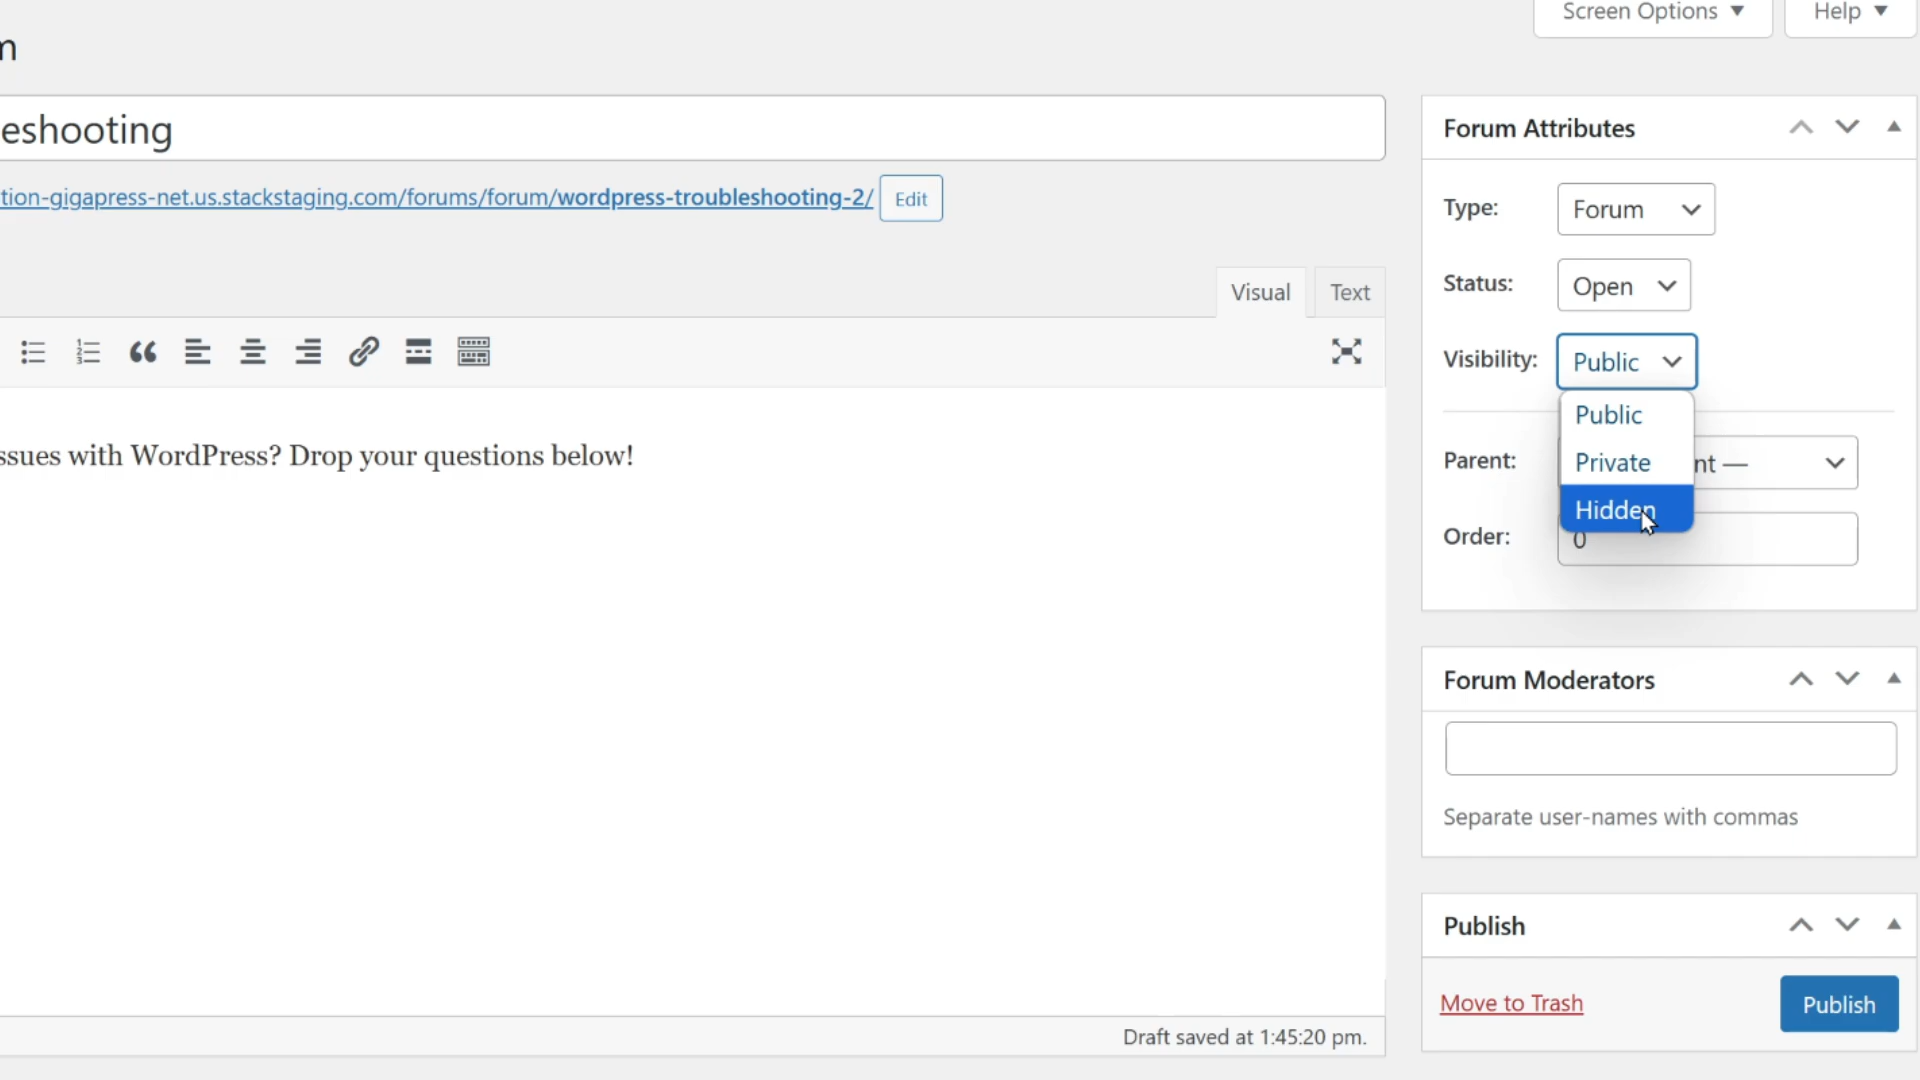 Screen Options
Help
m
eshooting
tion-gigapress-net.us.stackstaging.com/forums/forum/wordpress-troubleshooting-2/
Edit
Visual
Text
ssues with WordPress? Drop your questions below!
Draft saved at 1:45:20 pm.
Forum Attributes
Type:
Forum
Status:
Open
Visibility:
Public
Public
Private
Hidden
Parent:
nt —
Order:
0
Forum Moderators
Separate user-names with commas
Publish
Move to Trash
Publish